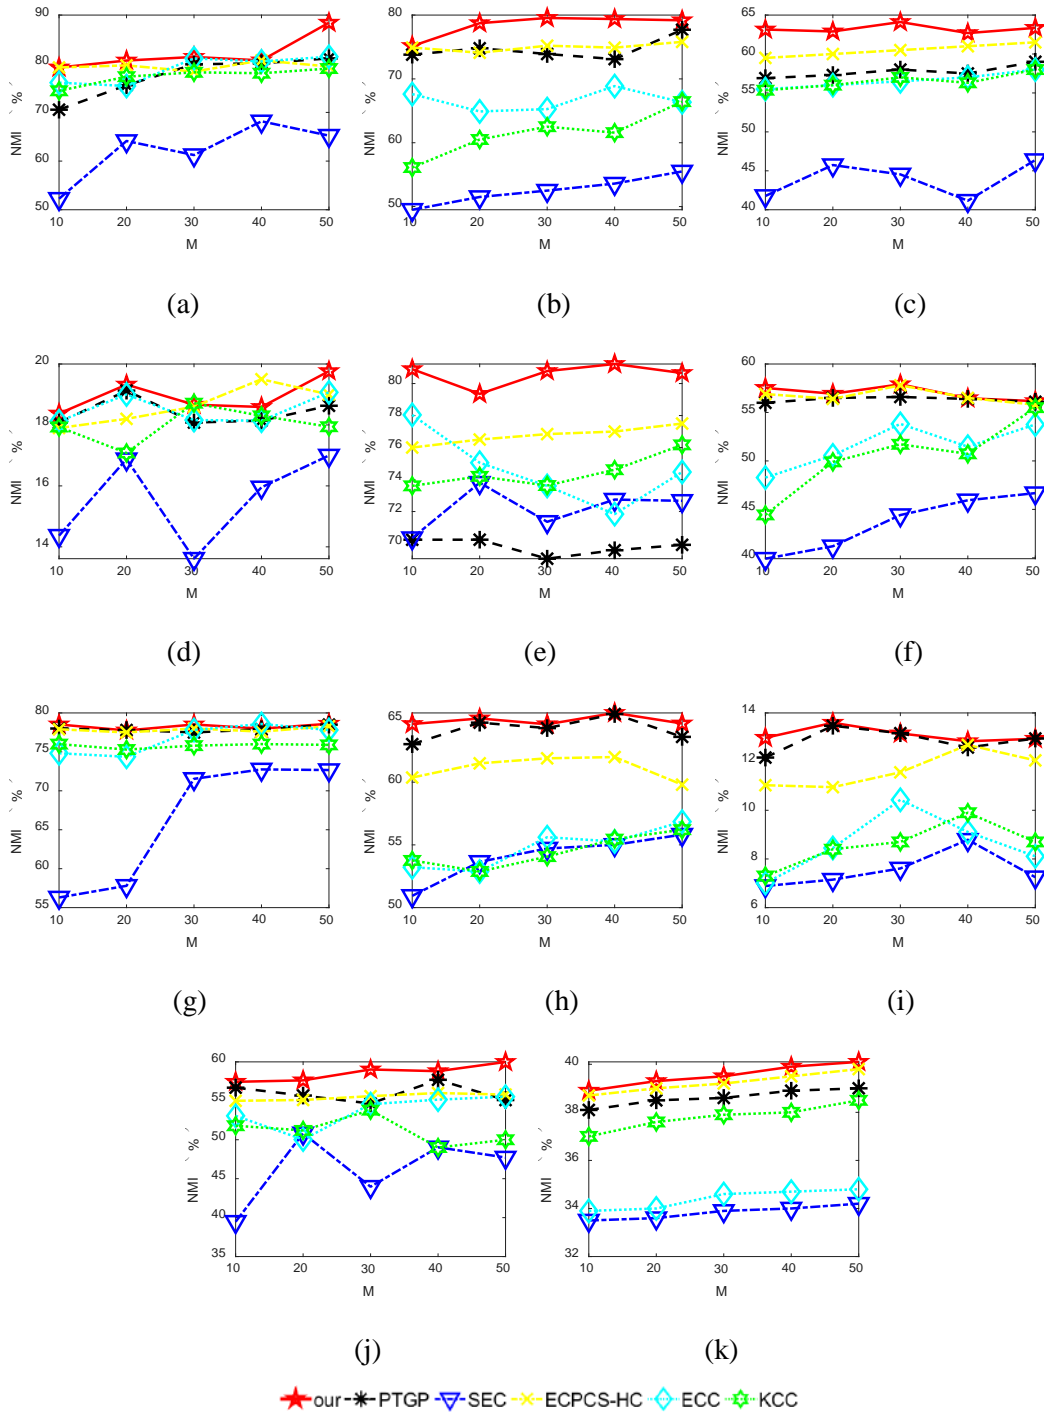 90
80
70
60
50
NMI ( % )
10 20 30 40 50
M
(a)
80
70
60
50
NMI ( % )
10 20 30 40 50
M
(b)
65
60
55
50
45
40
NMI ( % )
10 20 30 40 50
M
(c)
20
18
16
14
NMI ( % )
10 20 30 40 50
M
(d)
80
78
76
74
72
70
NMI ( % )
10 20 30 40 50
M
(e)
60
55
50
45
40
NMI ( % )
10 20 30 40 50
M
(f)
80
75
70
65
60
55
NMI ( % )
10 20 30 40 50
M
(g)
65
60
55
50
NMI ( % )
10 20 30 40 50
M
(h)
14
12
10
8
6
NMI ( % )
10 20 30 40 50
M
(i)
60
55
50
45
40
35
NMI ( % )
10 20 30 40 50
M
(j)
40
38
36
34
32
NMI ( % )
10 20 30 40 50
M
(k)
our PTGP SEC ECPCS-HC ECC KCC